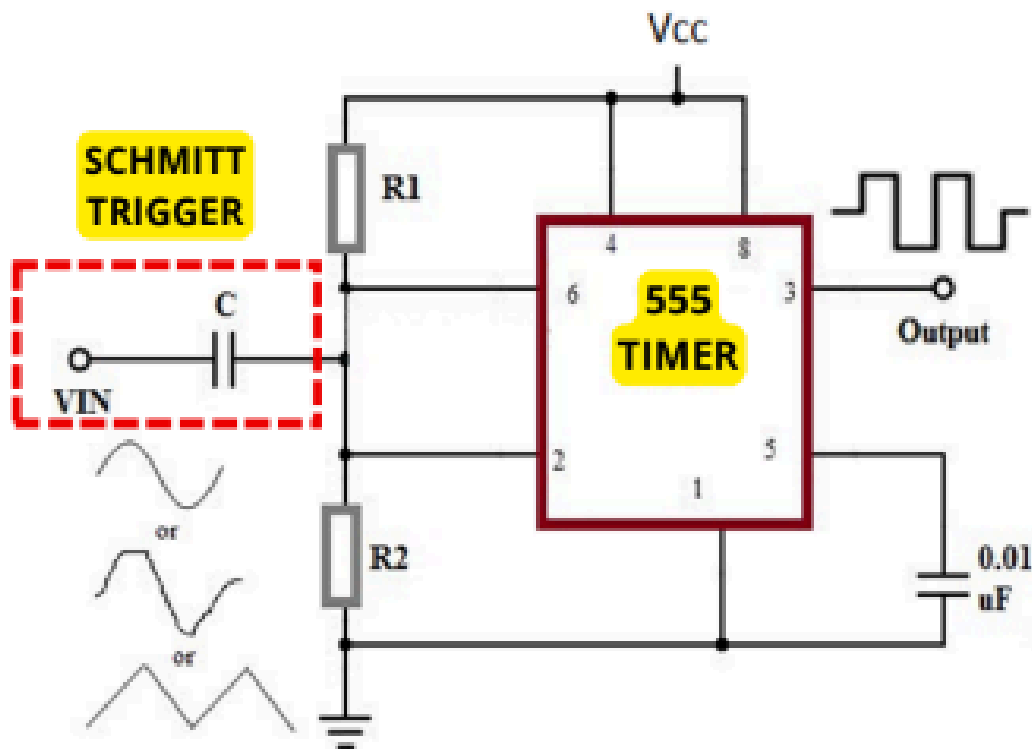 VCC
SCHMITT
TRIGGER
R1
4
8
6
555
TIMER
3
Output
C
VIN
2
5
1
or
R2
0.01
uF
or